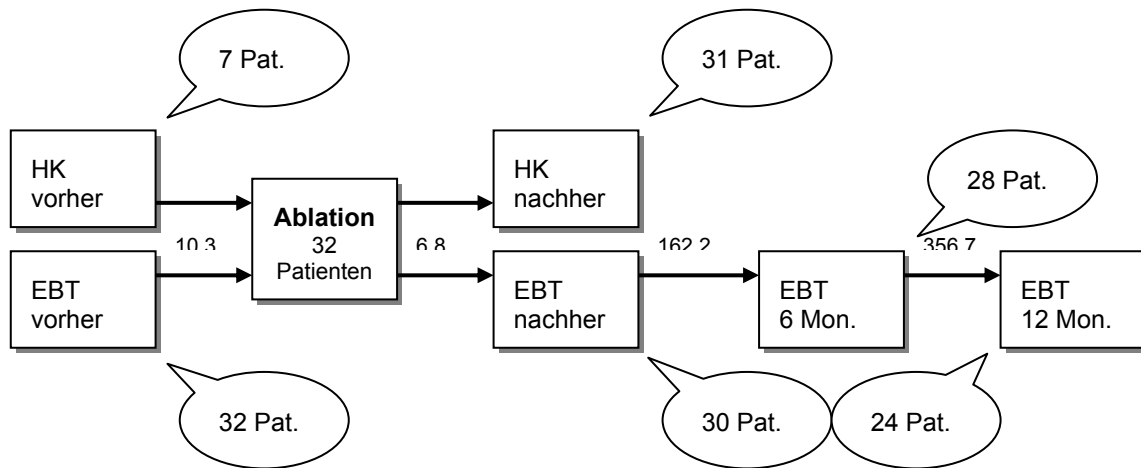 7 Pat.
31 Pat.
HK
vorher
HK
nachher
28 Pat.
Ablation
32
Patienten
10.3
6.8
162.2
356.7
EBT
vorher
EBT
nachher
EBT
6 Mon.
EBT
12 Mon.
32 Pat.
30 Pat.
24 Pat.